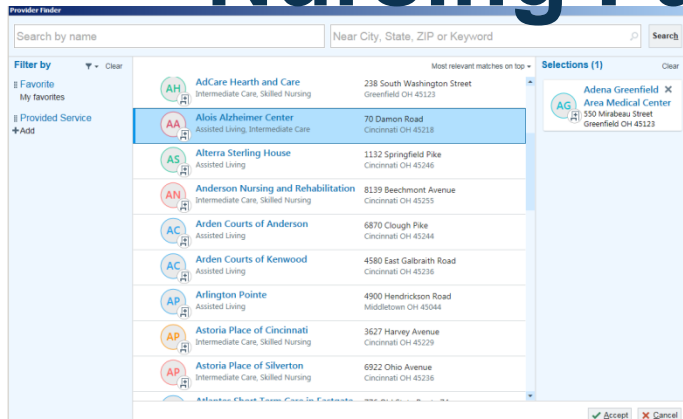 Nursing
Provider Finder
Search by name
Near City, State, ZIP or Keyword
Search
Filter by
Clear
Favorite
My favorites
Provided Service
+Add
Most relevant matches on top
AH
AdCare Hearth and Care
Intermediate Care, Skilled Nursing
238 South Washington Street
Greenfield OH 45123
AA
Alois Alzheimer Center
Assisted Living, Intermediate Care
70 Damon Road
Cincinnati OH 45218
AS
Alterra Sterling House
Assisted Living
1132 Springfield Pike
Cincinnati OH 45246
AN
Anderson Nursing and Rehabilitation
Intermediate Care, Skilled Nursing
8139 Beechmont Avenue
Cincinnati OH 45255
AC
Arden Courts of Anderson
Assisted Living
6870 Clough Pike
Cincinnati OH 45244
AC
Arden Courts of Kenwood
Assisted Living
4580 East Galbraith Road
Cincinnati OH 45236
AP
Arlington Pointe
Assisted Living
4900 Hendrickson Road
Middletown OH 45044
AP
Astoria Place of Cincinnati
Intermediate Care, Skilled Nursing
3627 Harvey Avenue
Cincinnati OH 45229
AP
Astoria Place of Silverton
Intermediate Care, Skilled Nursing
6922 Ohio Avenue
Cincinnati OH 45236
Selections (1)
Clear
AG
Adena Greenfield
Area Medical Center
550 Mirabeau Street
Greenfield OH 45123
Accept
Cancel